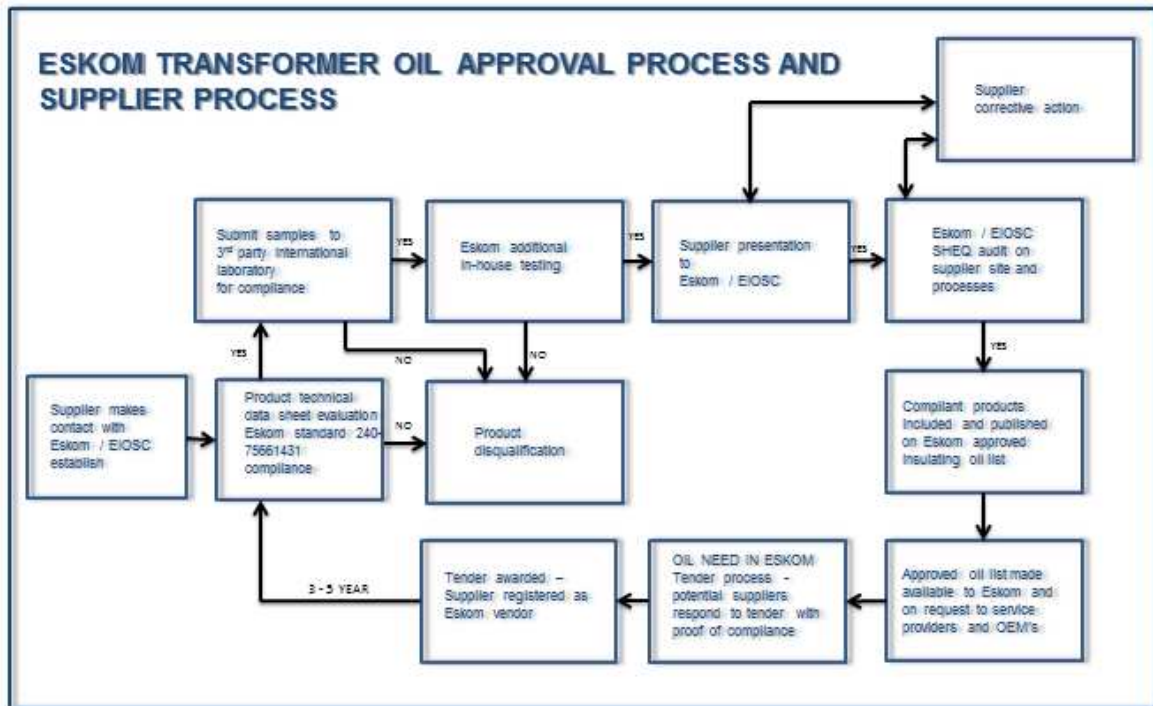 ESKOM TRANSFORMER OIL APPROVAL PROCESS AND
SUPPLIER PROCESS
Supplier
corrective action
Submit samples to
3rd party International
laboratory
for compliance
YES
Eskom additional
in-house testing
YES
Supplier presentation
to
Eskom / EIOSC
YES
Eskom / EIOSC
SHEQ audit on
supplier site and
processes
YES
NO
NO
YES
Supplier makes
contact with
Eskom / EIOSC
establish
Product technical
data sheet evaluation
Eskom standard 240-
75661431
compliance
NO
Product
disqualification
Compliant products
included and published
on Eskom approved
insulating oil list
3 - 5 YEAR
Tender awarded –
Supplier registered as
Eskom vendor
OIL NEED IN ESKOM
Tender process -
potential suppliers
respond to tender with
proof of compliance
Approved oil list made
available to Eskom and
on request to service
providers and OEM's